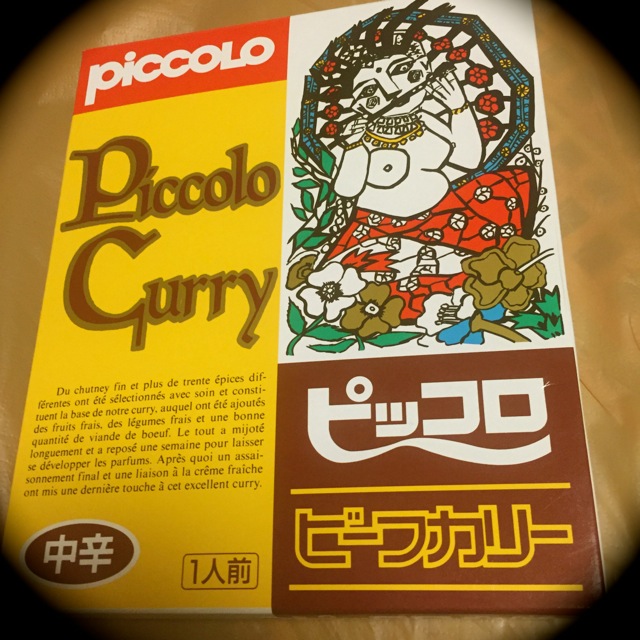 piccolo
Piccolo
Curry
Du chutney fin et plus de trente épices dif-
férentes ont été sélectionnés avec soin et consti-
tuent la base de notre curry, auquel ont été ajoutés
des fruits frais, des légumes frais et une bonne
quantité de viande de boeuf. Le tout a mijoté
longuement et a reposé une semaine pour laisser
se développer les parfums. Après quoi un assai-
sonnement final et une liaison à la crême fraîche
ont mis une dernière touche à cet excellent curry.
中辛
1人前
ピッコロ
ビーフカリー